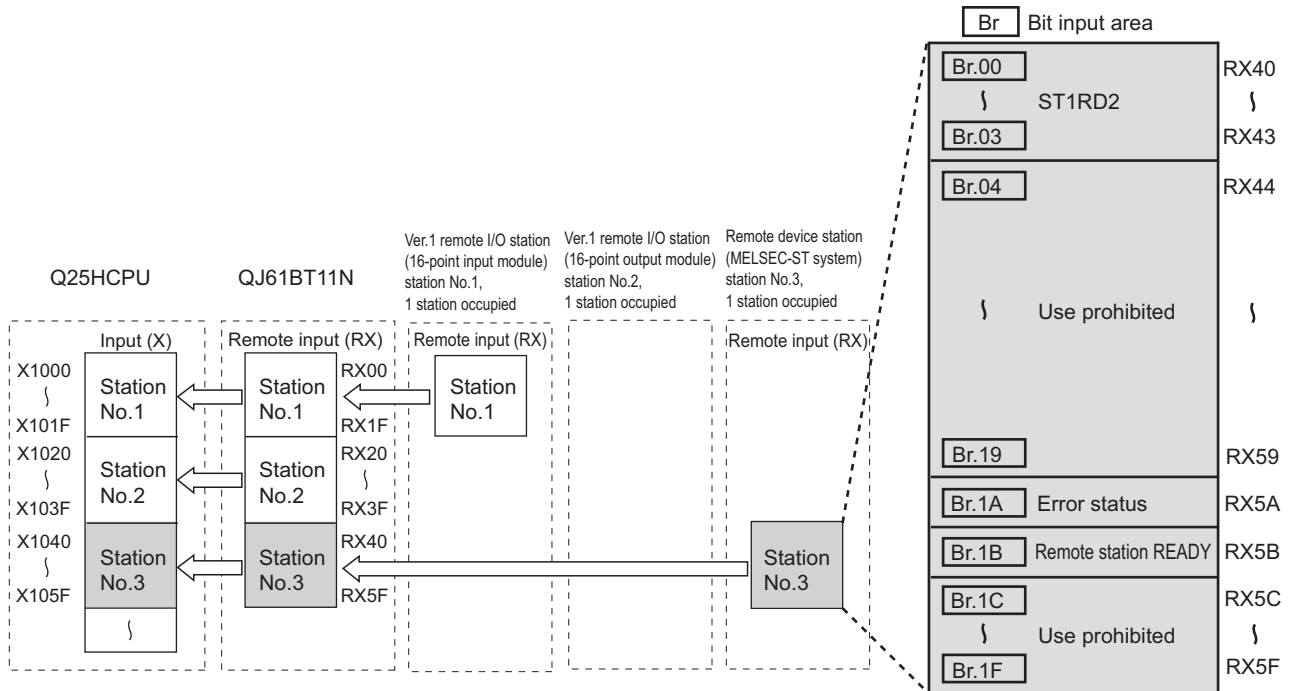 Br Bit input area
Br.00 RX40
ST1RD2
Br.03 RX43
Br.04 RX44
Use prohibited
Br.19 RX59
Br.1A Error status RX5A
Br.1B Remote station READY RX5B
Br.1C RX5C
Use prohibited
Br.1F RX5F
Q25HCPU
QJ61BT11N
Ver.1 remote I/O station
(16-point input module)
station No.1,
1 station occupied
Ver.1 remote I/O station
(16-point output module)
station No.2,
1 station occupied
Remote device station
(MELSEC-ST system)
station No.3,
1 station occupied
Input (X)
Remote input (RX)
Remote input (RX)
Remote input (RX)
X1000
X101F
Station
No.1
Station
No.1
RX00
RX1F
Station
No.1
X1020
X103F
Station
No.2
Station
No.2
RX20
RX3F
X1040
X105F
Station
No.3
Station
No.3
RX40
RX5F
Station
No.3